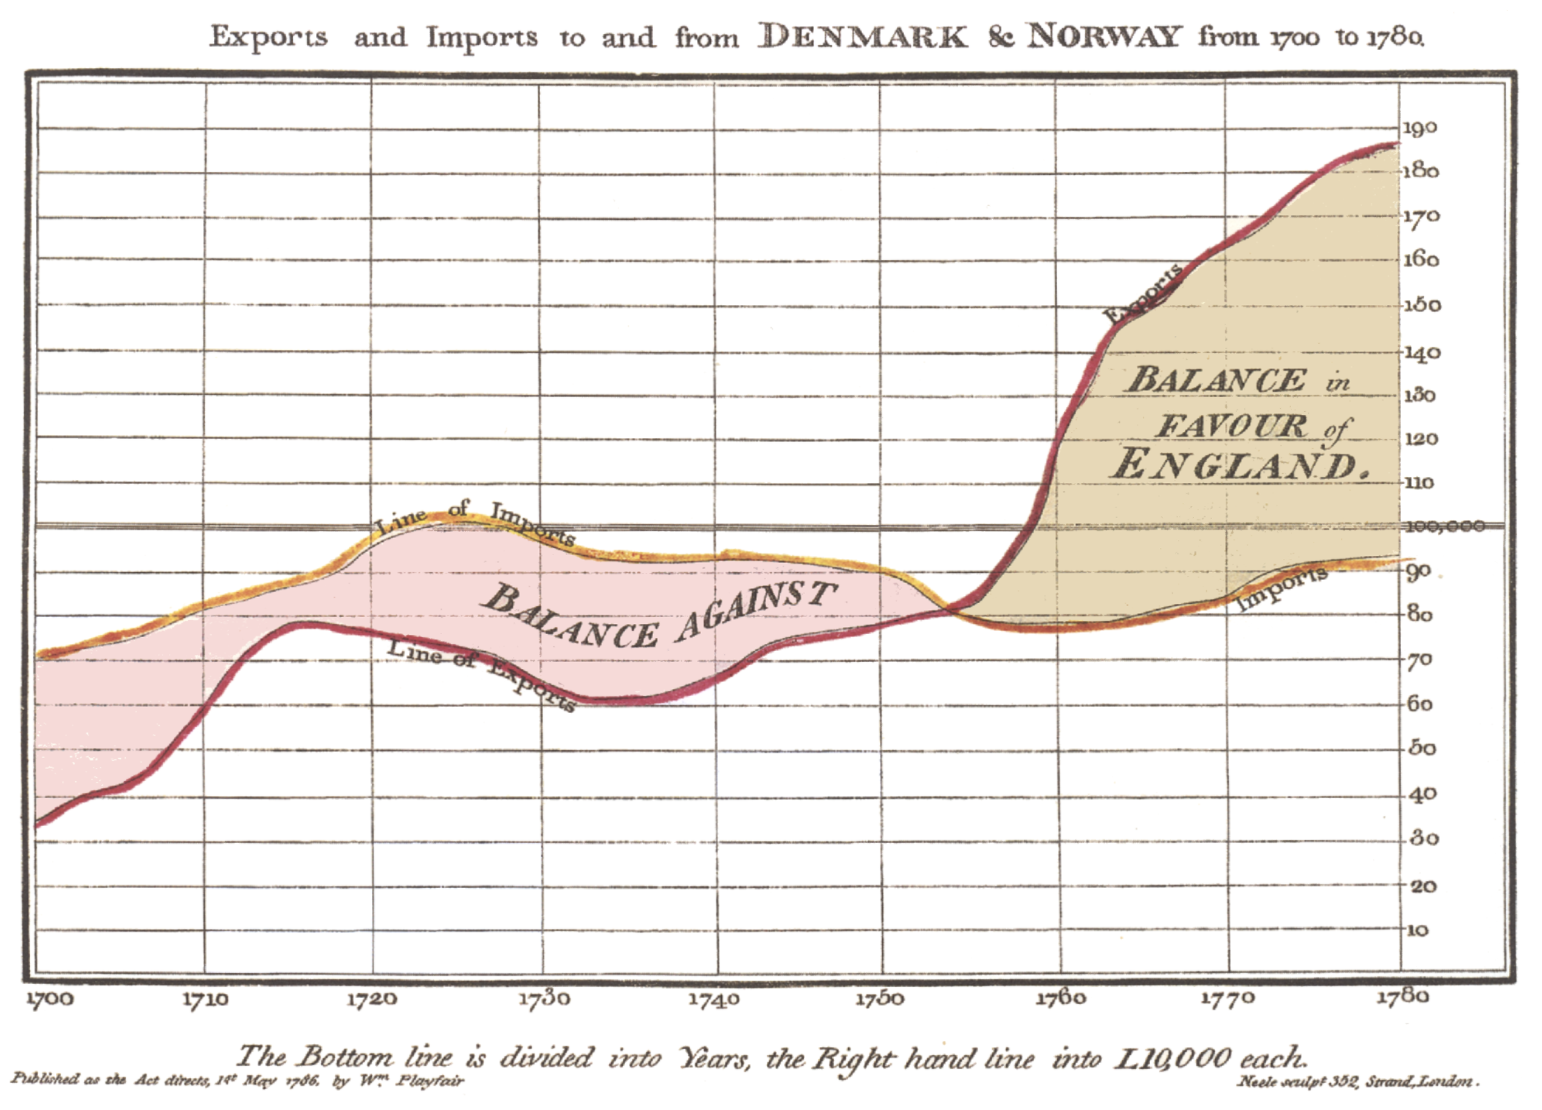 Exports and Imports to and from DENMARK & NORWAY from 1700 to 1780.
190
180
170
160
150
140
130
120
110
100,000
90
80
70
60
50
40
30
20
10
Exports
BALANCE in
FAVOUR of
ENGLAND.
Line of Imports
BALANCE AGAINST
Line of Exports
Imports
1700 1710 1720 1730 1740 1750 1760 1770 1780
The Bottom line is divided into Years, the Right hand line into L10,000 each.
Published as the Act directs, 1st May 1786, by Wm Playfair
Neele sculpt 352, Strand, London.